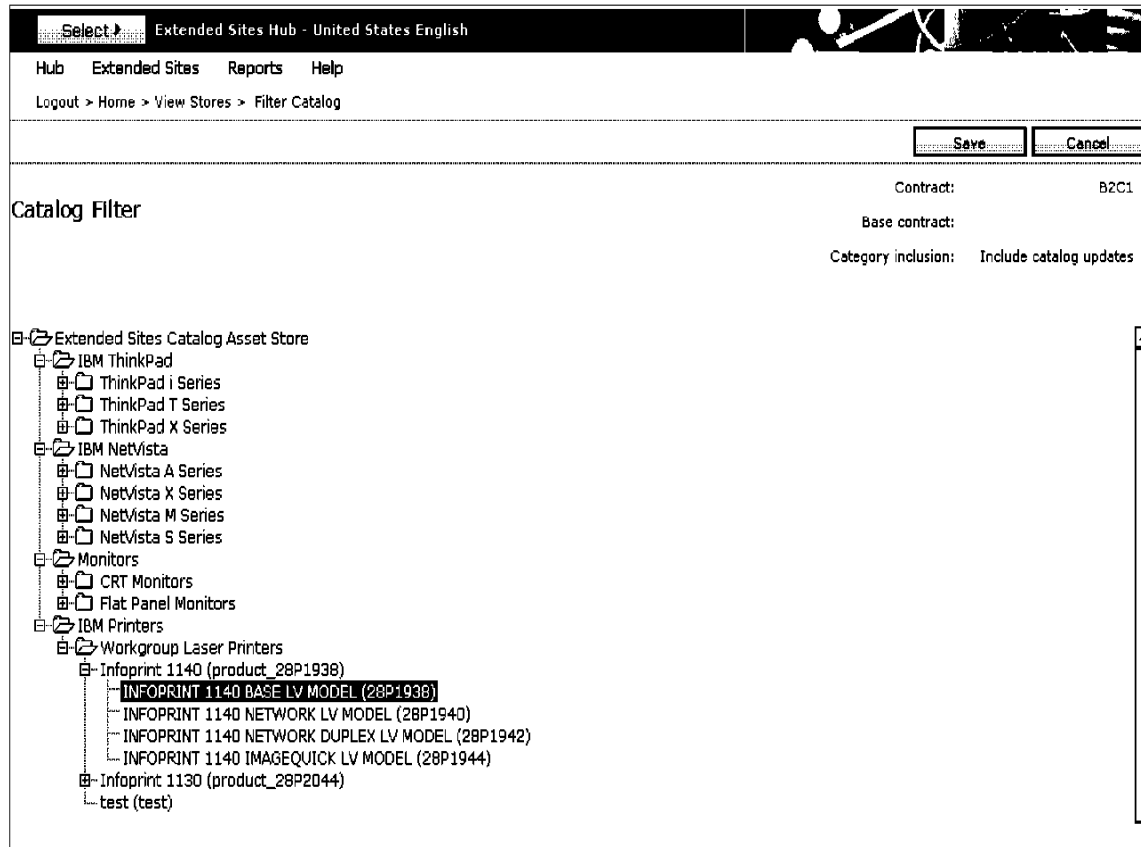 Select Extended Sites Hub - United States English
Hub Extended Sites Reports Help
Logout > Home > View Stores > Filter Catalog
Save Cancel
Contract: B2C1
Catalog Filter
Base contract:
Category inclusion: Include catalog updates
Extended Sites Catalog Asset Store
IBM ThinkPad
ThinkPad i Series
ThinkPad T Series
ThinkPad X Series
IBM NetVista
NetVista A Series
NetVista X Series
NetVista M Series
NetVista S Series
Monitors
CRT Monitors
Flat Panel Monitors
IBM Printers
Workgroup Laser Printers
Infoprint 1140 (product_28P1938)
INFOPRINT 1140 BASE LV MODEL (28P1938)
INFOPRINT 1140 NETWORK LV MODEL (28P1940)
INFOPRINT 1140 NETWORK DUPLEX LV MODEL (28P1942)
INFOPRINT 1140 IMAGEQUICK LV MODEL (28P1944)
Infoprint 1130 (product_28P2044)
test (test)